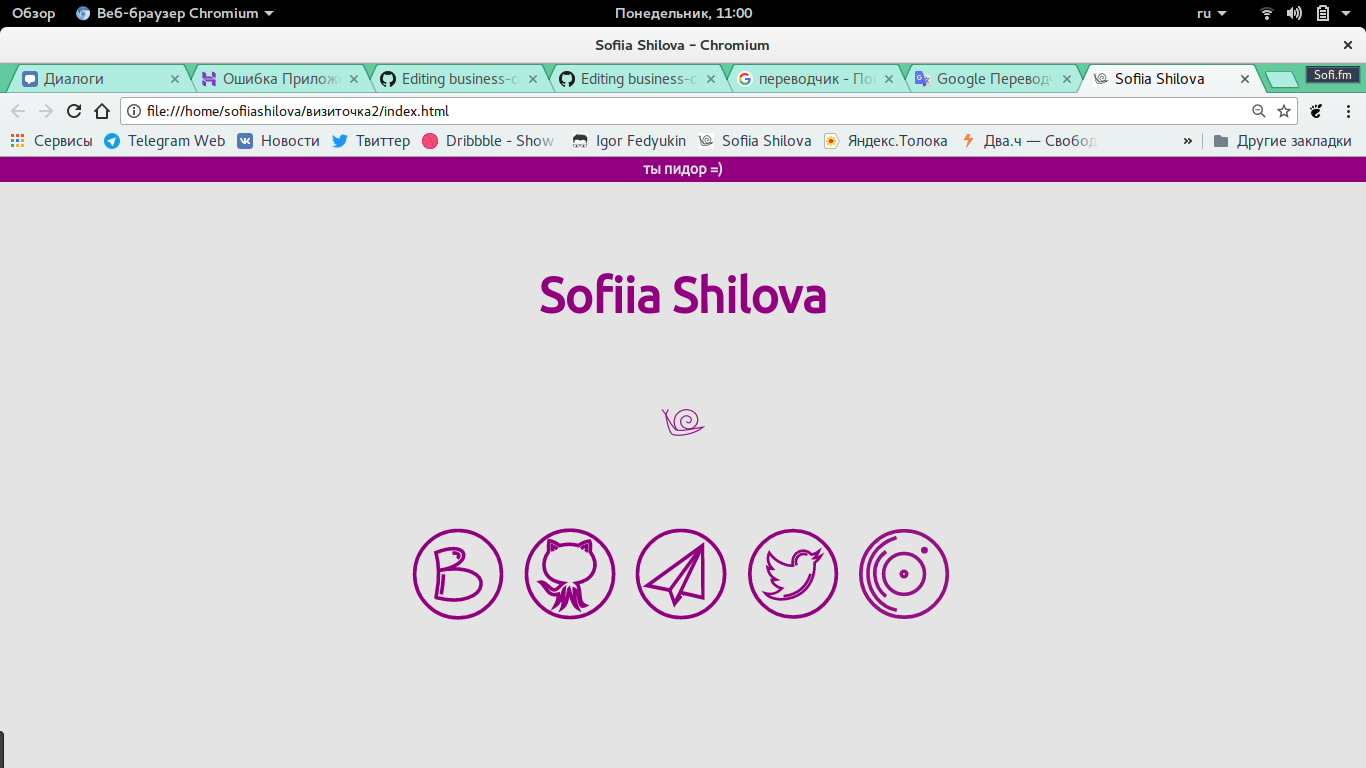 Обзор Веб-браузер Chromium Понедельник, 11:00 ru
Sofiia Shilova - Chromium
Диалоги Ошибка Прилож Editing business-c Editing business-c переводчик - По Google Перевод Sofiia Shilova Sofi.fm
file:///home/sofiiashilova/визиточка2/index.html
Сервисы Telegram Web Новости Твиттер Dribbble - Show Igor Fedyukin Sofiia Shilova Яндекс.Толока Два.ч — Свобод » Другие закладки
ты пидор =)
Sofiia Shilova